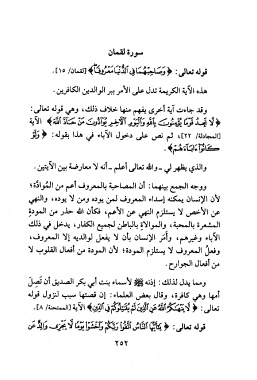 سورة لقمان
قوله تعالى: ﴿ وَصَاحِبْهُمَا فِي الدُّنْيَا مَعْرُوفًا ﴾ [لقمان/ ١٥].
هذه الآية الكريمة تدل على الأمر ببر الوالدين الكافرين.
وقد جاءت آية أخرى يفهم منها خلاف ذلك، وهي قوله تعالى:
﴿ لَا تَجِدُ قَوْمًا يُؤْمِنُونَ بِاللَّهِ وَالْيَوْمِ الْآخِرِ يُوَادُّونَ مَنْ حَادَّ اللَّهَ ﴾ الآية
[المجادلة/ ٢٢]، ثم نص على دخول الآباء في هذا بقوله: ﴿ وَلَوْ
كَانُوا آبَاءَهُمْ ﴾.
والذي يظهر لي ـ والله تعالى أعلم ـ أنه لا معارضة بين الآيتين.
ووجه الجمع بينهما: أن المصاحبة بالمعروف أعم من المُوادَّة؛
لأن الإنسان يمكنه إسداء المعروف لمن يوده ومن لا يوده، والنهي
عن الأخص لا يستلزم النهي عن الأعم، فكأن الله حذر من المودة
المشعرة بالمحبة، والموالاة بالباطن لجميع الكفار، يدخل في ذلك
الآباء وغيرهم، وأمر الإنسان بأن لا يفعل لوالديه إلا المعروف،
وفعل المعروف لا يستلزم المودة؛ لأن المودة من أفعال القلوب لا
من أفعال الجوارح.
ومما يدل لذلك: إذنه ﷺ لأسماء بنت أبي بكر الصديق أن تَصِلَ
أمها وهي كافرة، وقال بعض العلماء: إن قصتها سبب لنزول قوله
تعالى: ﴿ لَا يَنْهَاكُمُ اللَّهُ عَنِ الَّذِينَ لَمْ يُقَاتِلُوكُمْ فِي الدِّينِ ﴾ الآية [الممتحنة/ ٨].
قوله تعالى: ﴿ يَا أَيُّهَا النَّاسُ اتَّقُوا رَبَّكُمْ وَاخْشَوْا يَوْمًا لَا يَجْزِي وَالِدٌ عَنْ
٢٥٢